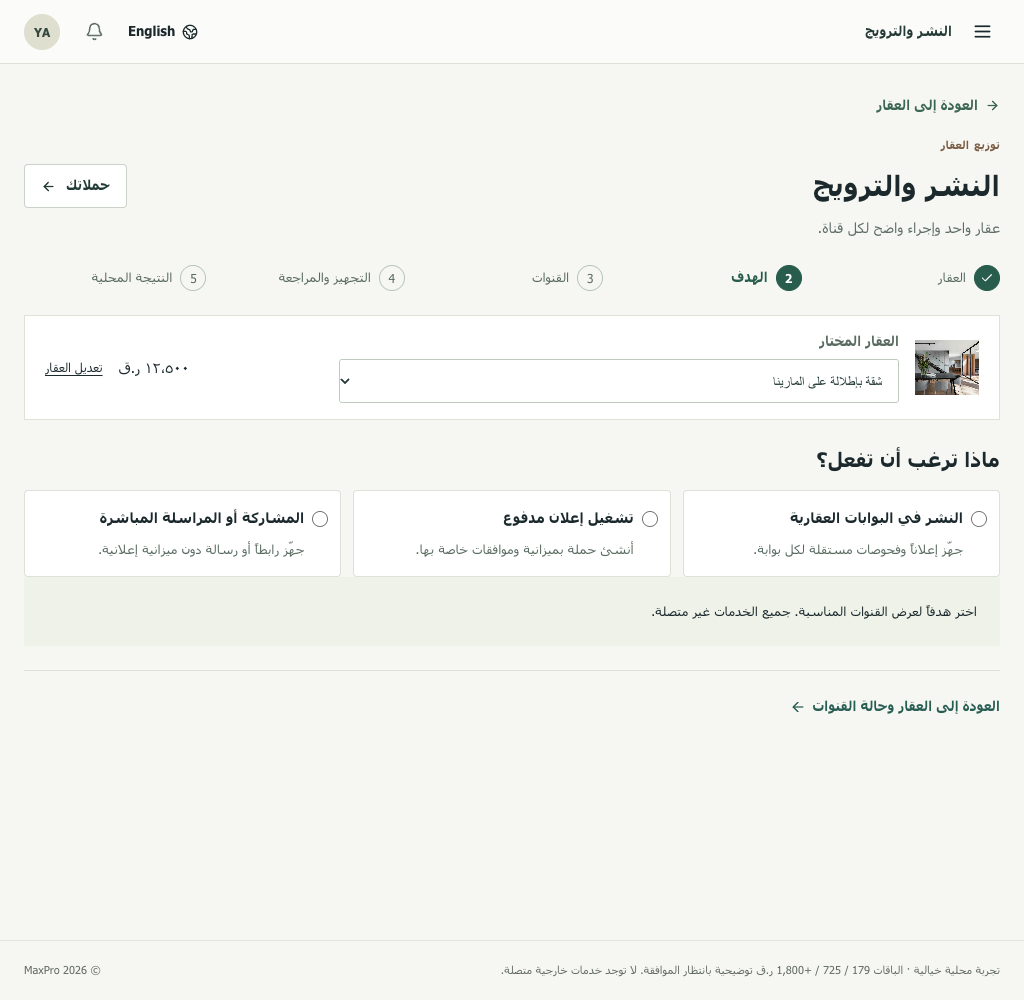 النشر والترويج
English
YA
العودة إلى العقار
توزيع العقار
النشر والترويج
حملاتك
عقار واحد وإجراء واضح لكل قناة.
العقار
2 الهدف
3 القنوات
4 التجهيز والمراجعة
5 النتيجة المحلية
العقار المختار
شقة بإطلالة على المارينا
١٢،٥٠٠ ر.ق
تعديل العقار
ماذا ترغب أن تفعل؟
النشر في البوابات العقارية
جهّز إعلاناً وفحوصات مستقلة لكل بوابة.
تشغيل إعلان مدفوع
أنشئ حملة بميزانية وموافقات خاصة بها.
المشاركة أو المراسلة المباشرة
جهّز رابطاً أو رسالة دون ميزانية إعلانية.
اختر هدفاً لعرض القنوات المناسبة. جميع الخدمات غير متصلة.
العودة إلى العقار وحالة القنوات
تجربة محلية خيالية · الباقات 179 / 725 / +1,800 ر.ق توضيحية بانتظار الموافقة. لا توجد خدمات خارجية متصلة.
© 2026 MaxPro